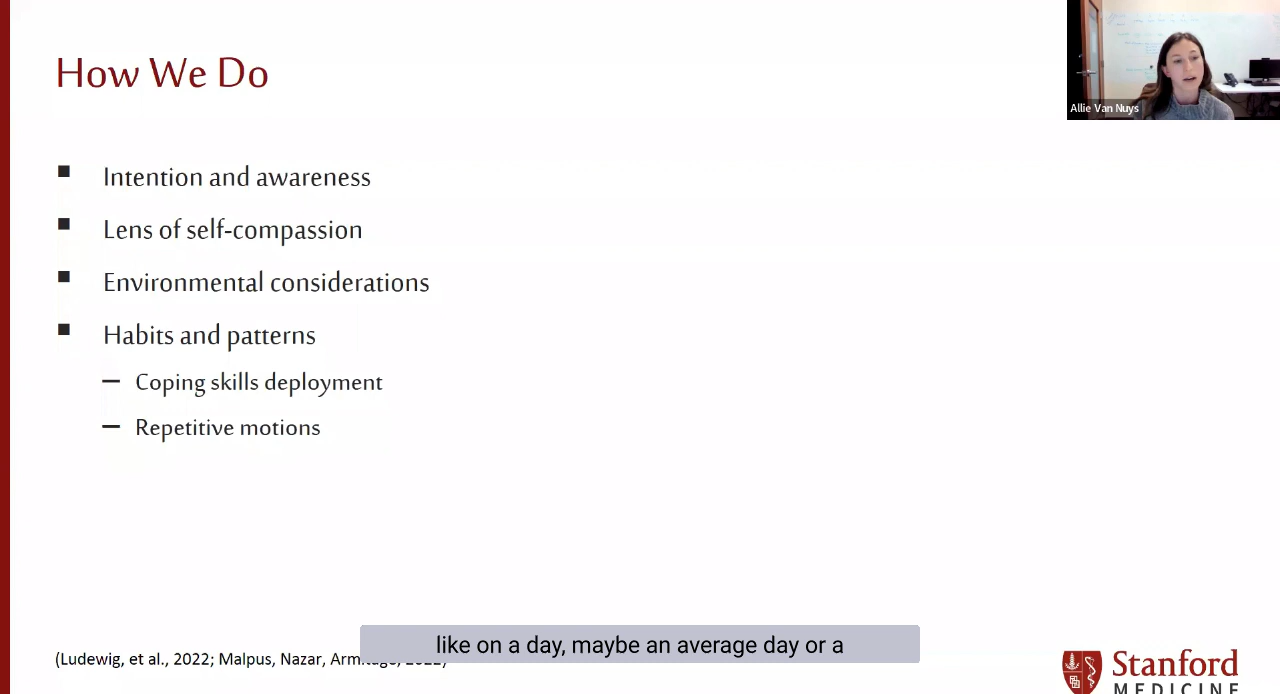 How We Do
Allie Van Nuys
Intention and awareness
Lens of self-compassion
Environmental considerations
Habits and patterns
Coping skills deployment
Repetitive motions
(Ludewig, et al., 2022; Malpus, Nazar, Armitage, 2022)
like on a day, maybe an average day or a
Stanford
MEDICINE